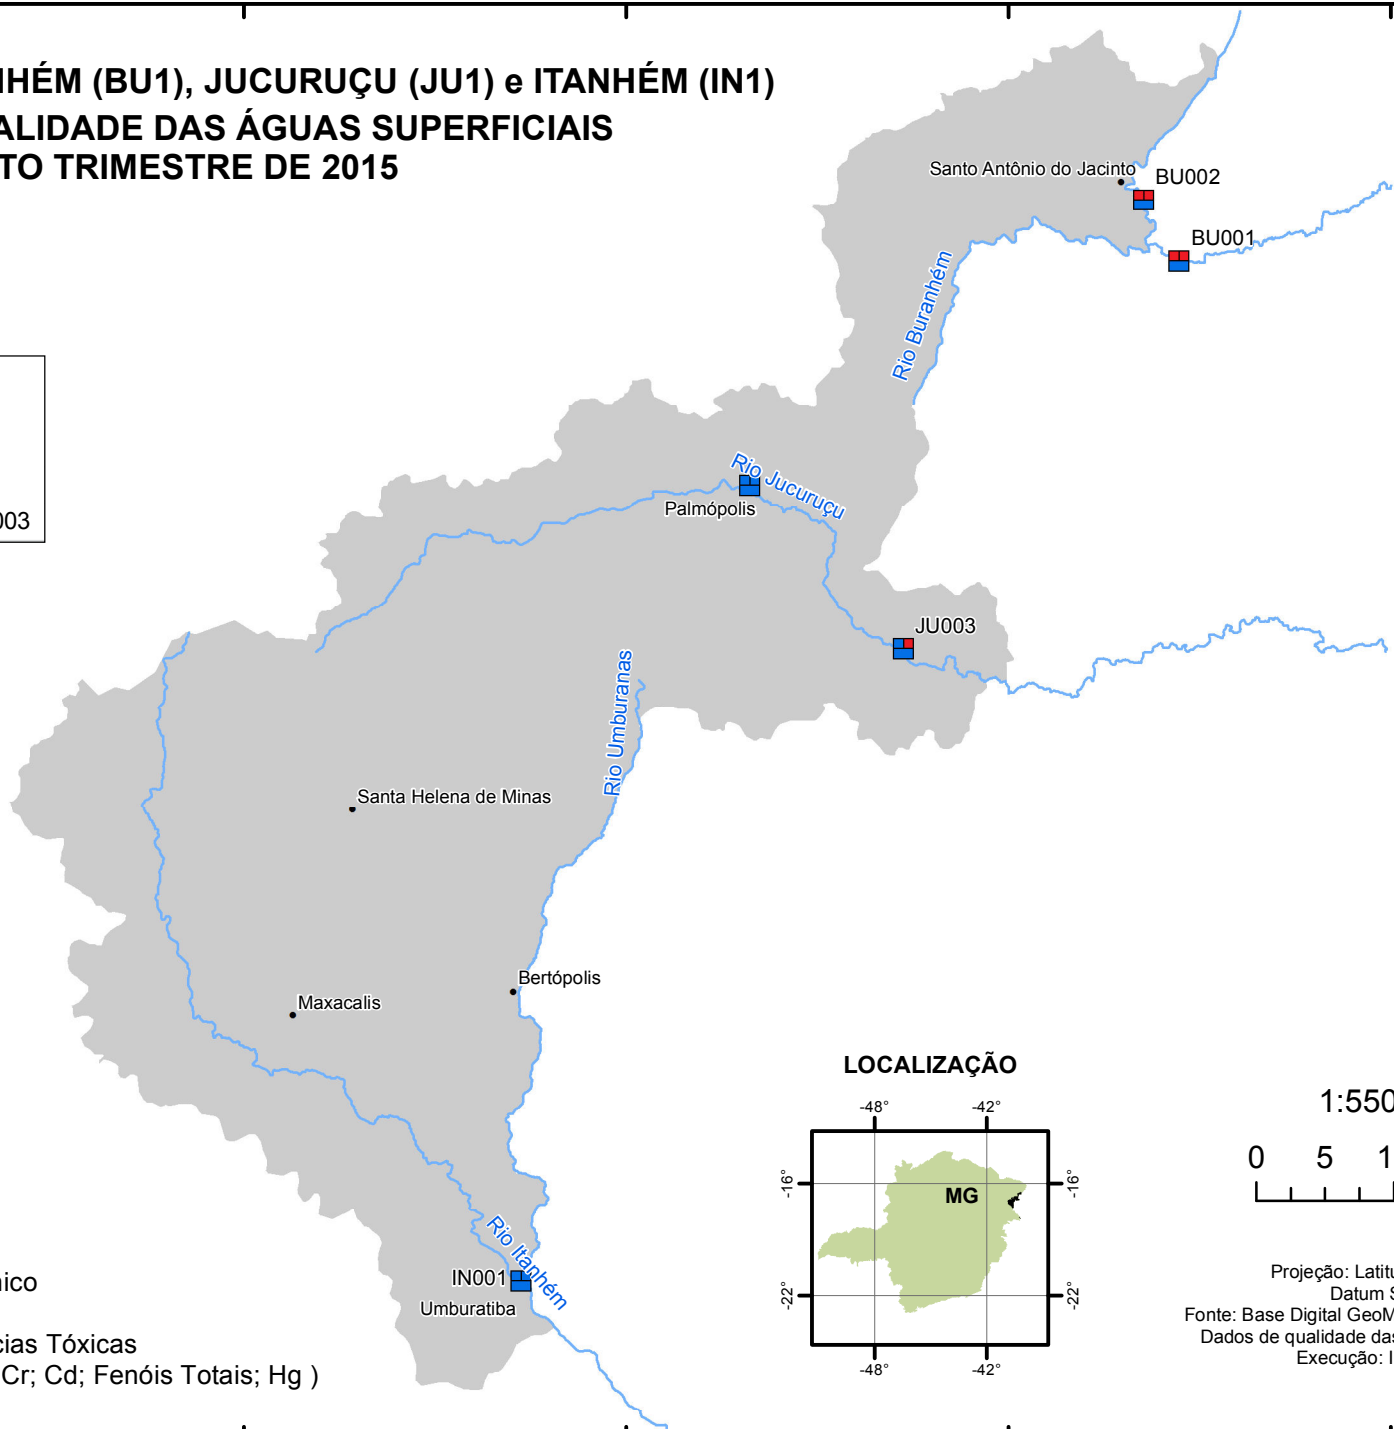 NHÉM (BU1), JUCURUÇU (JU1) e ITANHÉM (IN1)
ALIDADE DAS ÁGUAS SUPERFICIAIS
TO TRIMESTRE DE 2015
Santo Antônio do Jacinto
BU002
BU001
Rio Buranhém
003
Rio Jucuruçu
Palmópolis
JU003
Rio Umburanas
Santa Helena de Minas
Bertópolis
Maxacalis
Rio Itanhém
IN001
Umburatiba
nico
cias Tóxicas
Cr; Cd; Fenóis Totais; Hg )
LOCALIZAÇÃO
-48° -42°
-16° -16°
MG
-22° -22°
-48° -42°
1:550
0 5 1
Projeção: Latitu
Datum S
Fonte: Base Digital GeoM
Dados de qualidade das
Execução: I